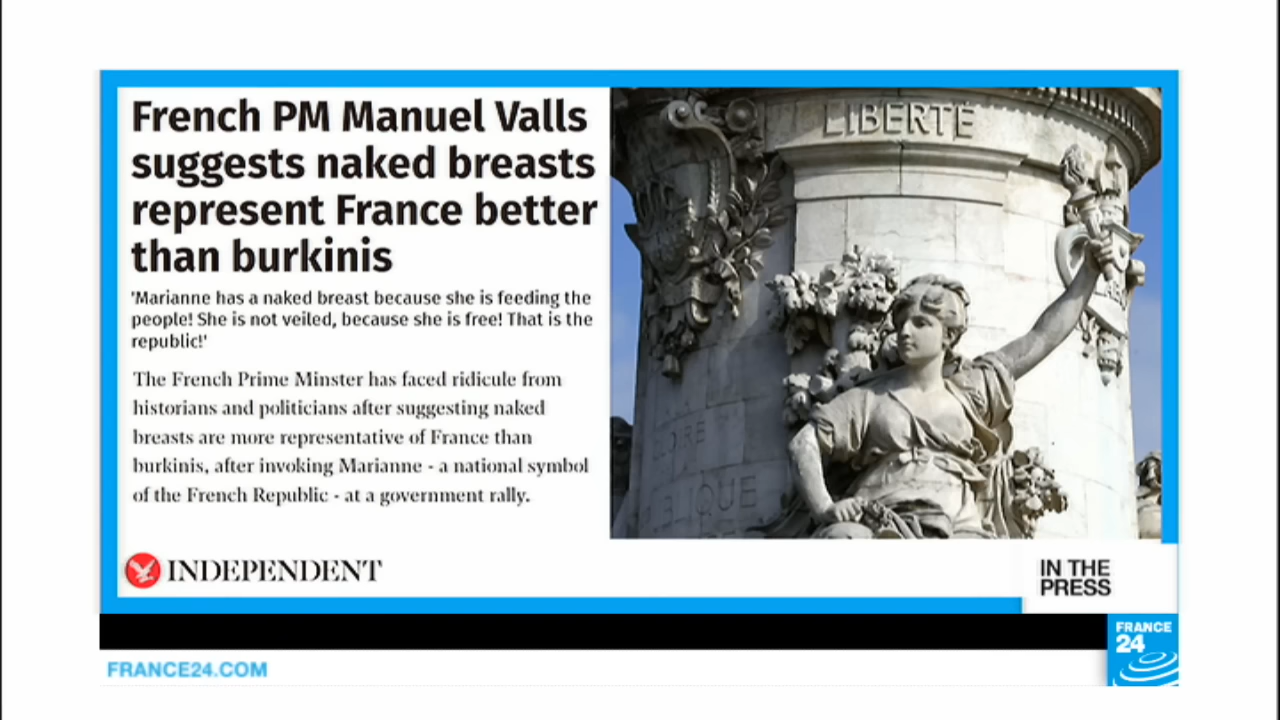 French PM Manuel Valls
suggests naked breasts
represent France better
than burkinis
'Marianne has a naked breast because she is feeding the
people! She is not veiled, because she is free! That is the
republic!'
The French Prime Minster has faced ridicule from
historians and politicians after suggesting naked
breasts are more representative of France than
burkinis, after invoking Marianne - a national symbol
of the French Republic - at a government rally.
INDEPENDENT
LIBERTÉ
IN THE
PRESS
FRANCE
24
FRANCE24.COM